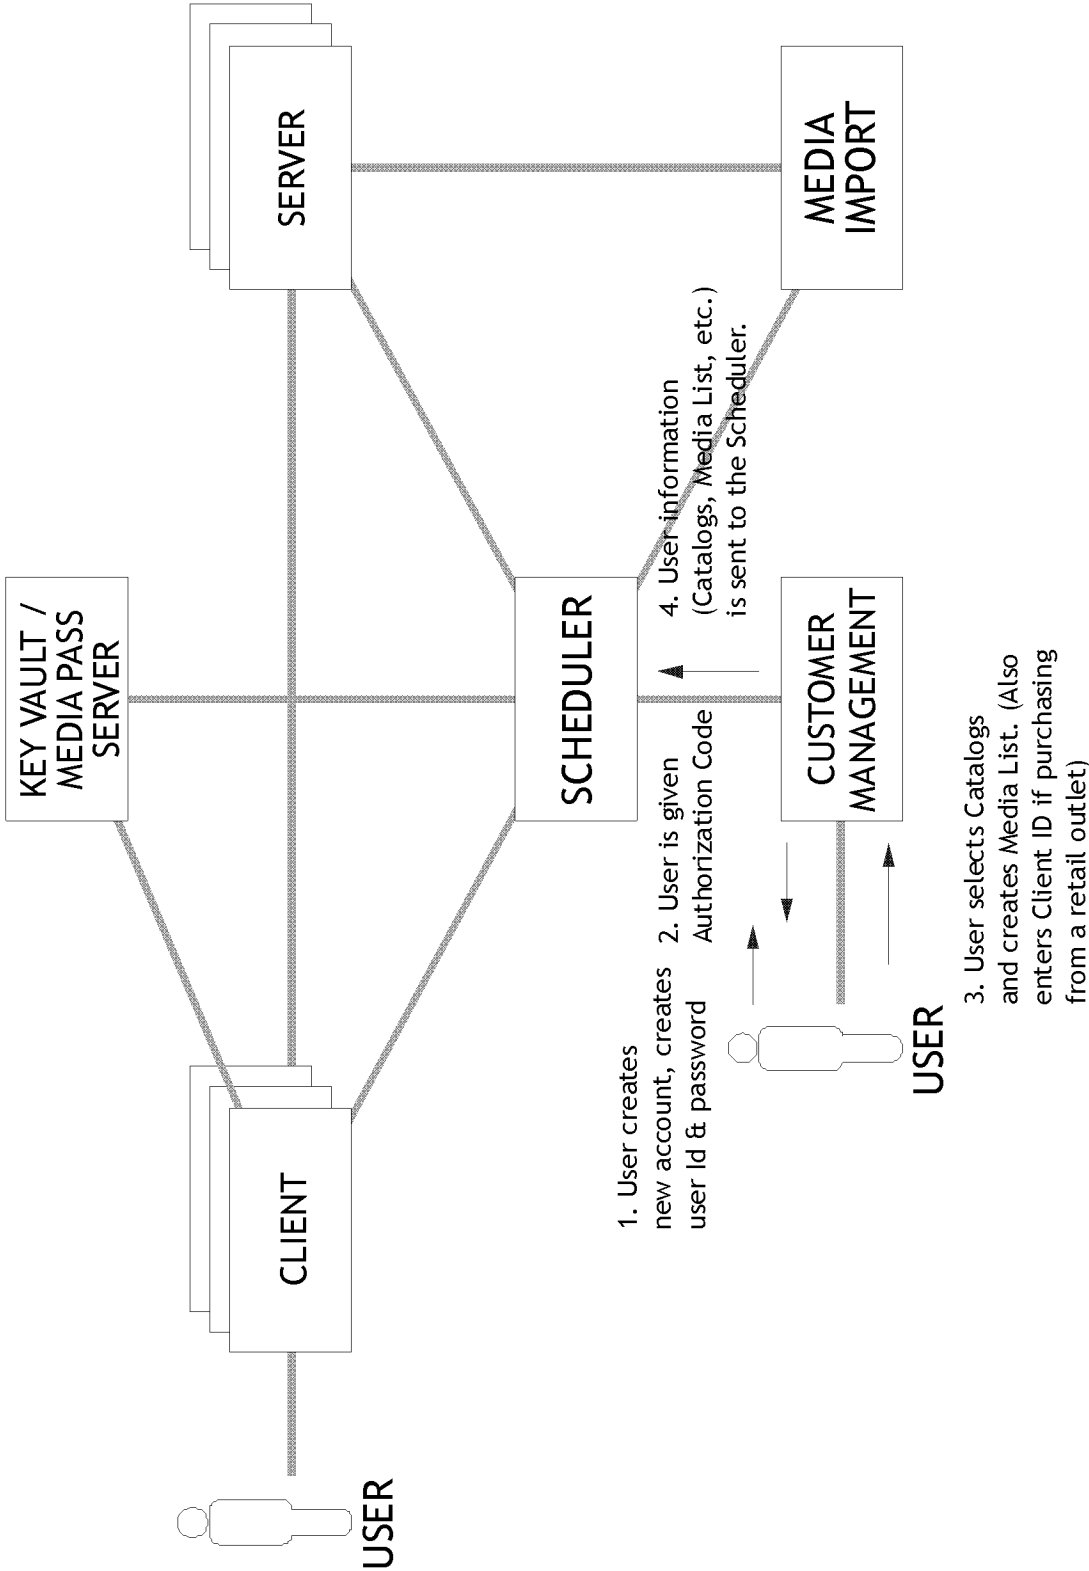 KEY VAULT /
MEDIA PASS
SERVER
USER
CLIENT
SERVER
SCHEDULER
1. User creates
new account, creates
user Id & password
2. User is given
Authorization Code
4. User information
(Catalogs, Media List, etc.)
is sent to the Scheduler.
USER
CUSTOMER
MANAGEMENT
MEDIA
IMPORT
3. User selects Catalogs
and creates Media List. (Also
enters Client ID if purchasing
from a retail outlet)